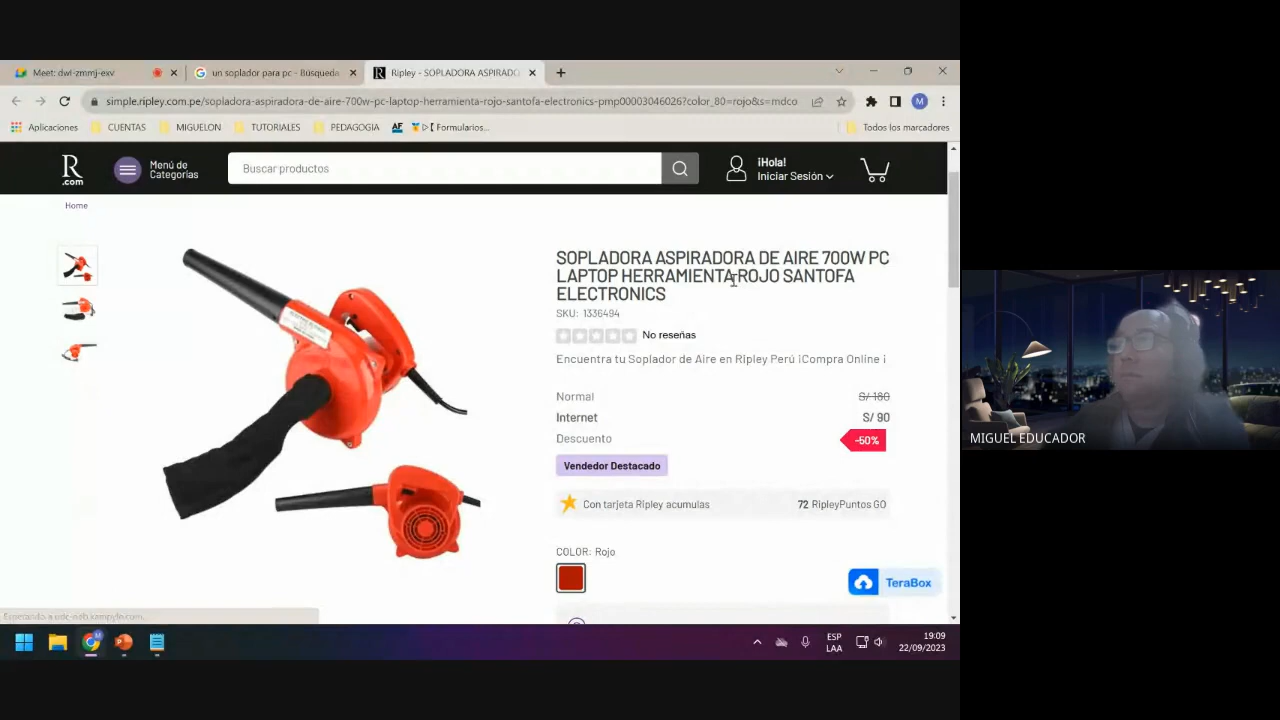 Meet: dwt-zmmj-exv
un soplador para pc - Búsqueda
Ripley - SOPLADORA ASPIRADO
simple.ripley.com.pe/sopladora-aspiradora-de-aire-700w-pc-laptop-herramienta-rojo-santofa-electronics-pmp00003046026?color_80=rojo&s=mdco
Aplicaciones
CUENTAS
MIGUELON
TUTORIALES
PEDAGOGIA
AF
Formularios...
Todos los marcadores
R
.com
Menú de
Categorías
Buscar productos
¡Hola!
Iniciar Sesión
Home
SOPLADORA ASPIRADORA DE AIRE 700W PC
LAPTOP HERRAMIENTA ROJO SANTOFA
ELECTRONICS
SKU: 1336494
No reseñas
Encuentra tu Soplador de Aire en Ripley Perú ¡Compra Online ¡
Normal S/ 180
Internet S/ 90
Descuento -50%
Vendedor Destacado
Con tarjeta Ripley acumulas 72 RipleyPuntos GO
COLOR: Rojo
TeraBox
MIGUEL EDUCADOR
ESP
LAA
19:09
22/09/2023